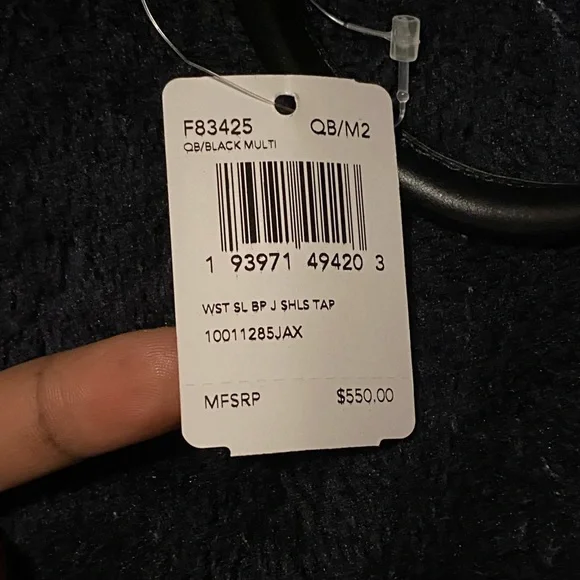 F83425 QB/M2
QB/BLACK MULTI
1 93971 49420 3
WST SL BP J SHLS TAP
10011285JAX
MFSRP $550.00